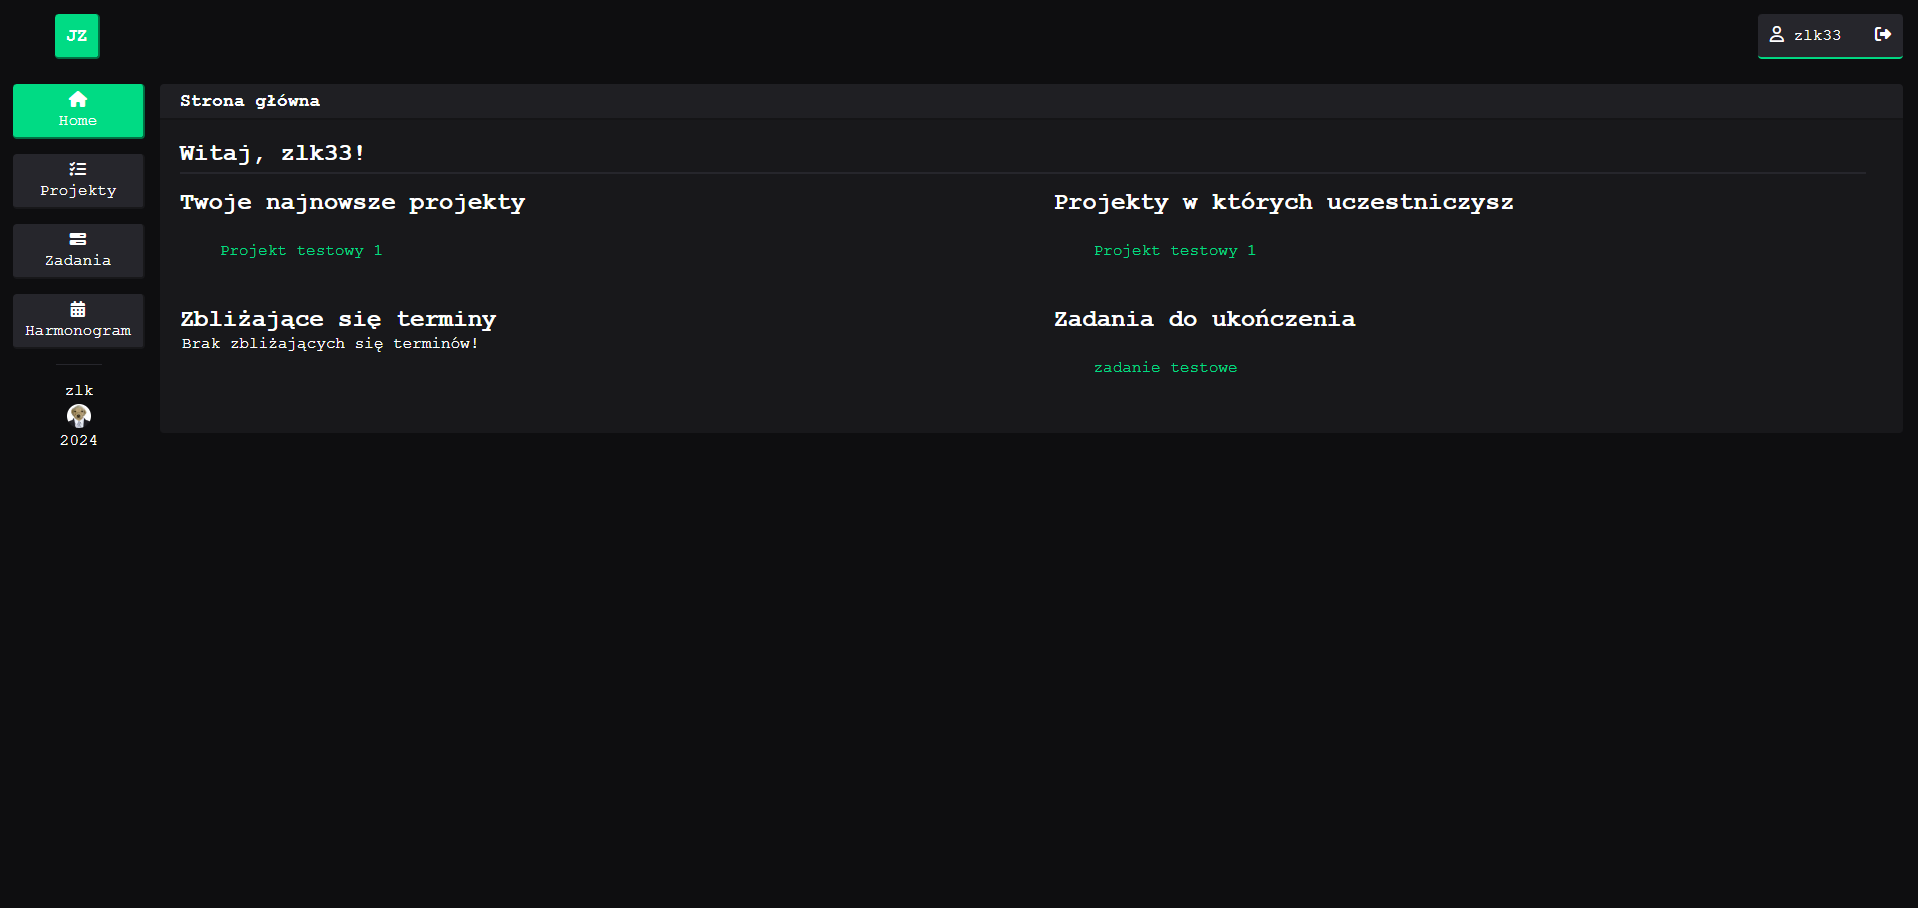 JZ
zlk33
Home
Projekty
Zadania
Harmonogram
zlk
2024
Strona główna
Witaj, zlk33!
Twoje najnowsze projekty
Projekt testowy 1
Projekty w których uczestniczysz
Projekt testowy 1
Zbliżające się terminy
Brak zbliżających się terminów!
Zadania do ukończenia
zadanie testowe